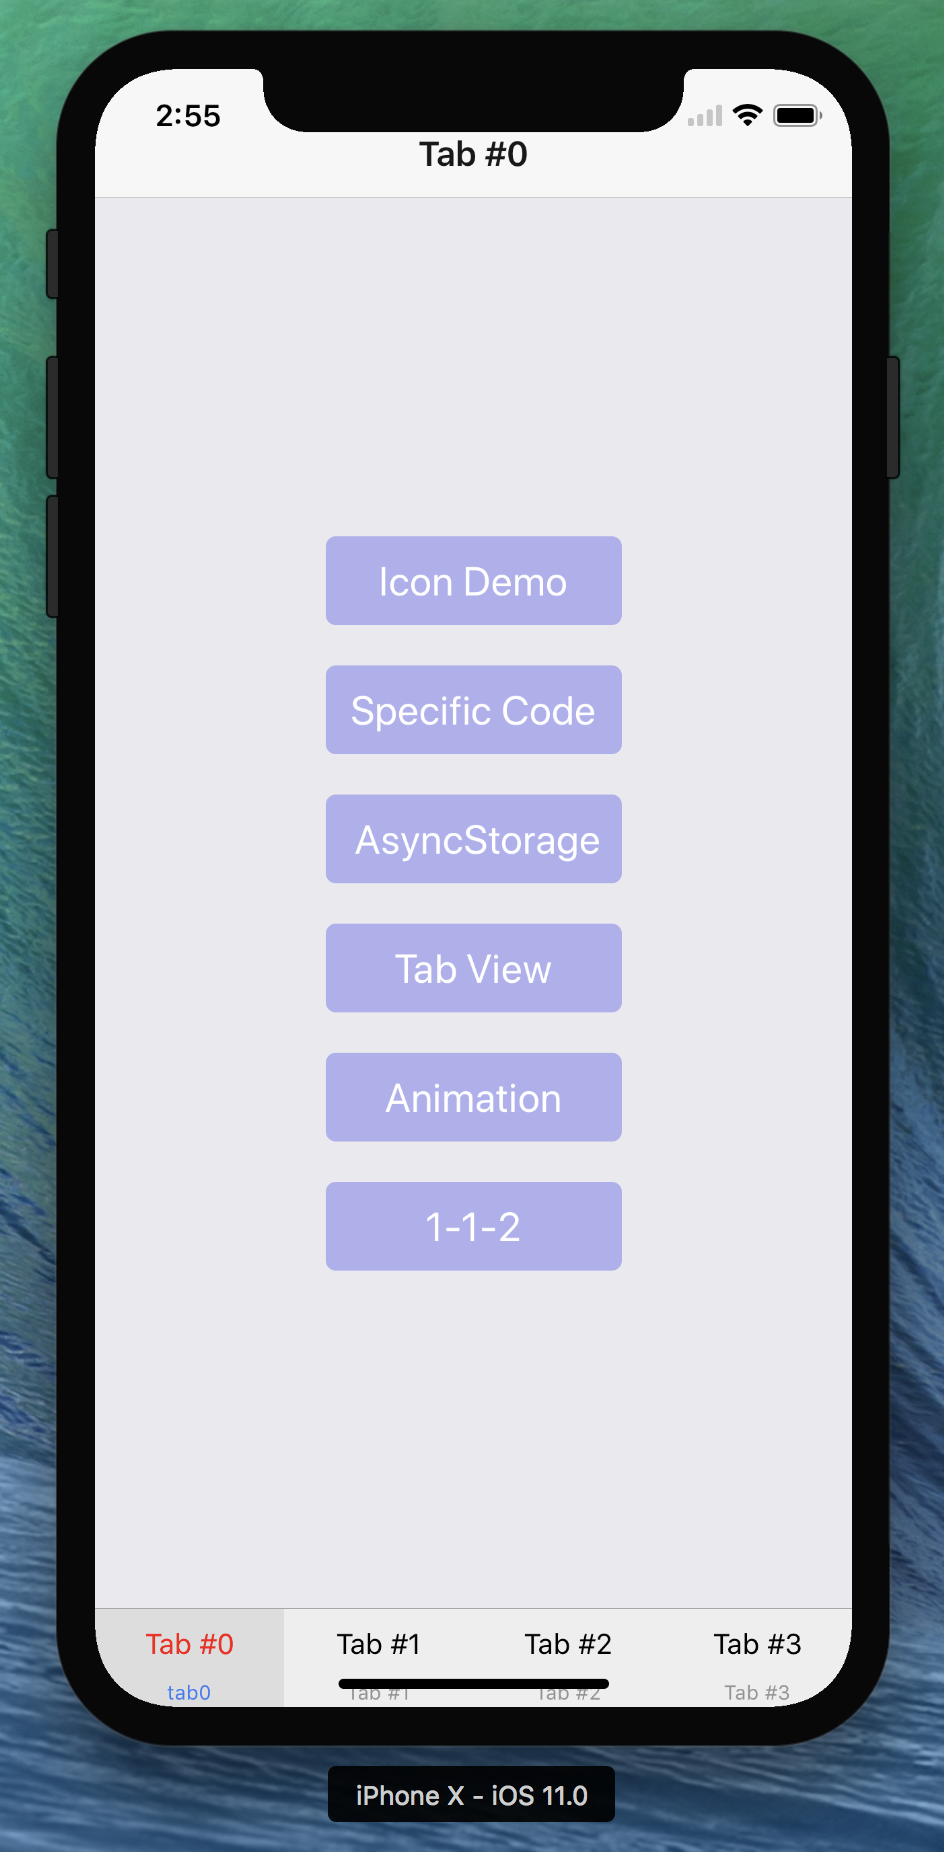 2:55
Tab #0
Icon Demo
Specific Code
AsyncStorage
Tab View
Animation
1-1-2
Tab #0 Tab #1 Tab #2 Tab #3
tab0 Tab #1 Tab #2 Tab #3
iPhone X - iOS 11.0